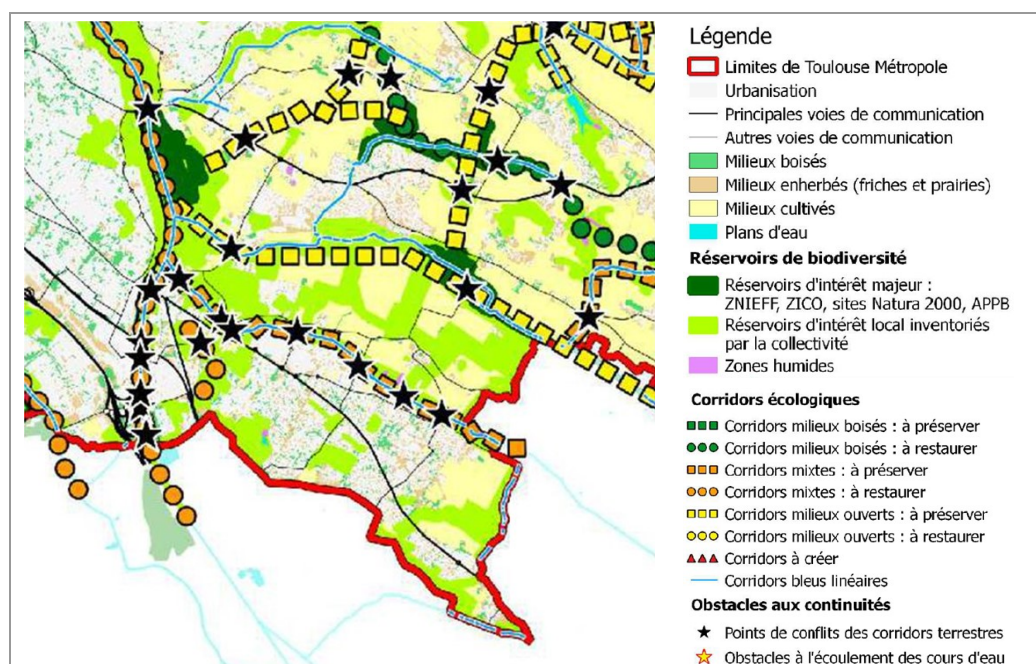 Légende
Limites de Toulouse Métropole
Urbanisation
Principales voies de communication
Autres voies de communication
Milieux boisés
Milieux enherbés (friches et prairies)
Milieux cultivés
Plans d'eau
Réservoirs de biodiversité
Réservoirs d'intérêt majeur :
ZNIEFF, ZICO, sites Natura 2000, APPB
Réservoirs d'intérêt local inventoriés
par la collectivité
Zones humides
Corridors écologiques
Corridors milieux boisés : à préserver
Corridors milieux boisés : à restaurer
Corridors mixtes : à préserver
Corridors mixtes : à restaurer
Corridors milieux ouverts : à préserver
Corridors milieux ouverts : à restaurer
Corridors à créer
Corridors bleus linéaires
Obstacles aux continuités
Points de conflits des corridors terrestres
Obstacles à l'écoulement des cours d'eau